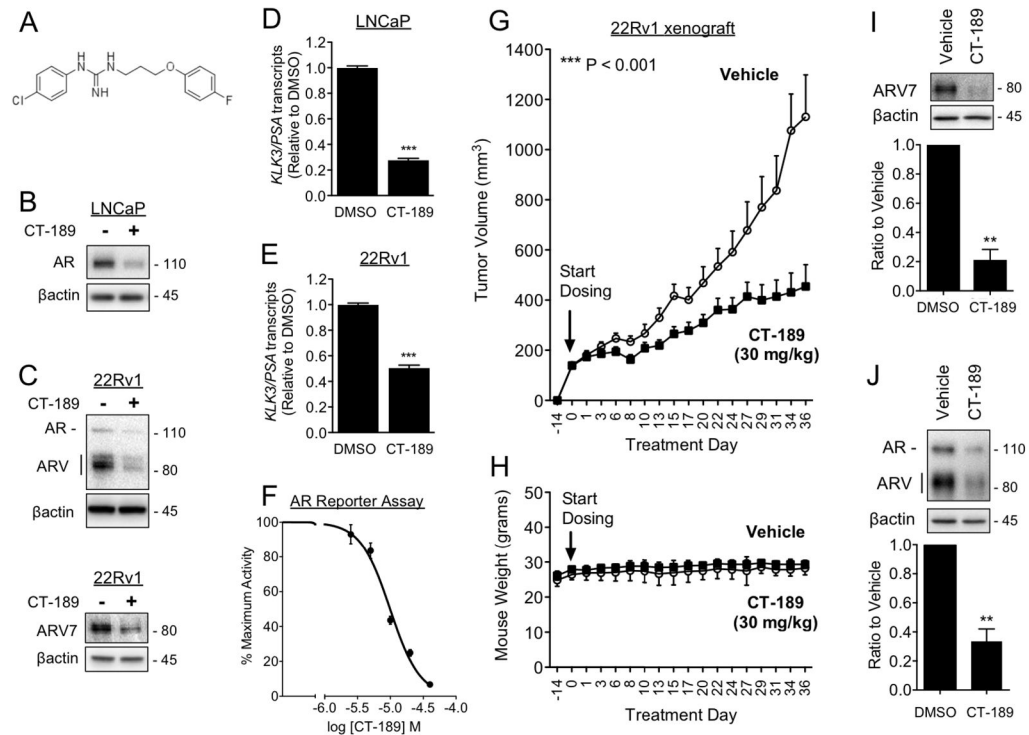 A
Cl
H
N
NH
H
N
O
F
B
LNCaP
CT-189
- +
AR
- 110
βactin
- 45
C
22Rv1
CT-189
- +
AR -
- 110
ARV
- 80
βactin
- 45
22Rv1
CT-189
- +
ARV7
- 80
βactin
- 45
D
LNCaP
KLK3/PSA transcripts
(Relative to DMSO)
1.2
1.0
0.8
0.6
0.4
0.2
0.0
***
DMSO CT-189
E
22Rv1
KLK3/PSA transcripts
(Relative to DMSO)
1.2
1.0
0.8
0.6
0.4
0.2
0.0
***
DMSO CT-189
F
AR Reporter Assay
% Maximum Activity
100
80
60
40
20
0
-6.0 -5.5 -5.0 -4.5 -4.0
log [CT-189] M
G
22Rv1 xenograft
*** P < 0.001
Vehicle
Tumor Volume (mm3)
1400
1200
1000
800
600
400
200
0
Start
Dosing
CT-189
(30 mg/kg)
-14 0 1 3 6 8 10 13 15 17 20 22 24 27 29 31 34 36
Treatment Day
H
Mouse Weight (grams)
50
40
30
20
10
0
Start
Dosing
Vehicle
CT-189
(30 mg/kg)
-14 0 1 3 6 8 10 13 15 17 20 22 24 27 29 31 34 36
Treatment Day
I
Vehicle
CT-189
ARV7
- 80
βactin
- 45
Ratio to Vehicle
1.0
0.8
0.6
0.4
0.2
0.0
**
DMSO CT-189
J
Vehicle
CT-189
AR -
- 110
ARV
- 80
βactin
- 45
Ratio to Vehicle
1.0
0.8
0.6
0.4
0.2
0.0
**
DMSO CT-189